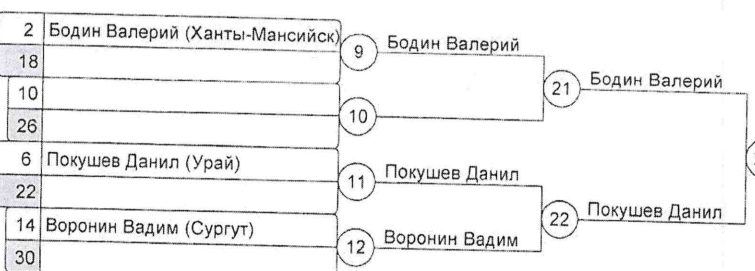 2 Бодин Валерий (Ханты-Мансийск)
18
9 Бодин Валерий
10
26
10
21 Бодин Валерий
6 Покушев Данил (Урай)
22
11 Покушев Данил
14 Воронин Вадим (Сургут)
30
12 Воронин Вадим
22 Покушев Данил